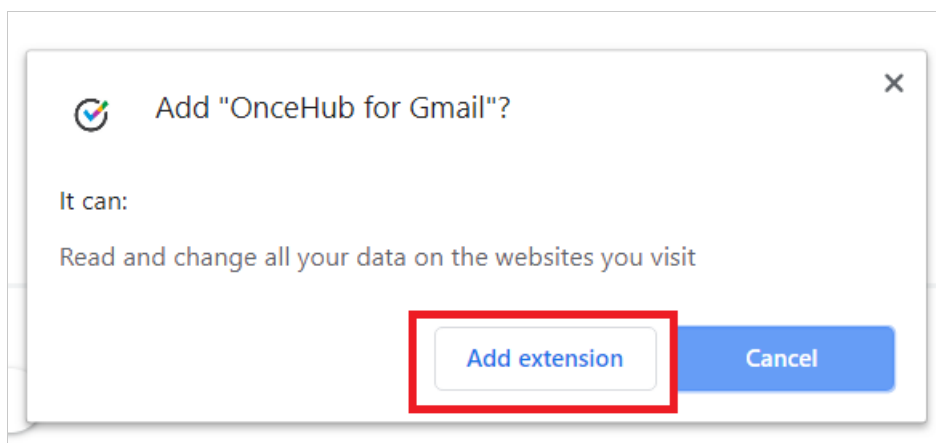 Add "OnceHub for Gmail"?
It can:
Read and change all your data on the websites you visit
Add extension
Cancel